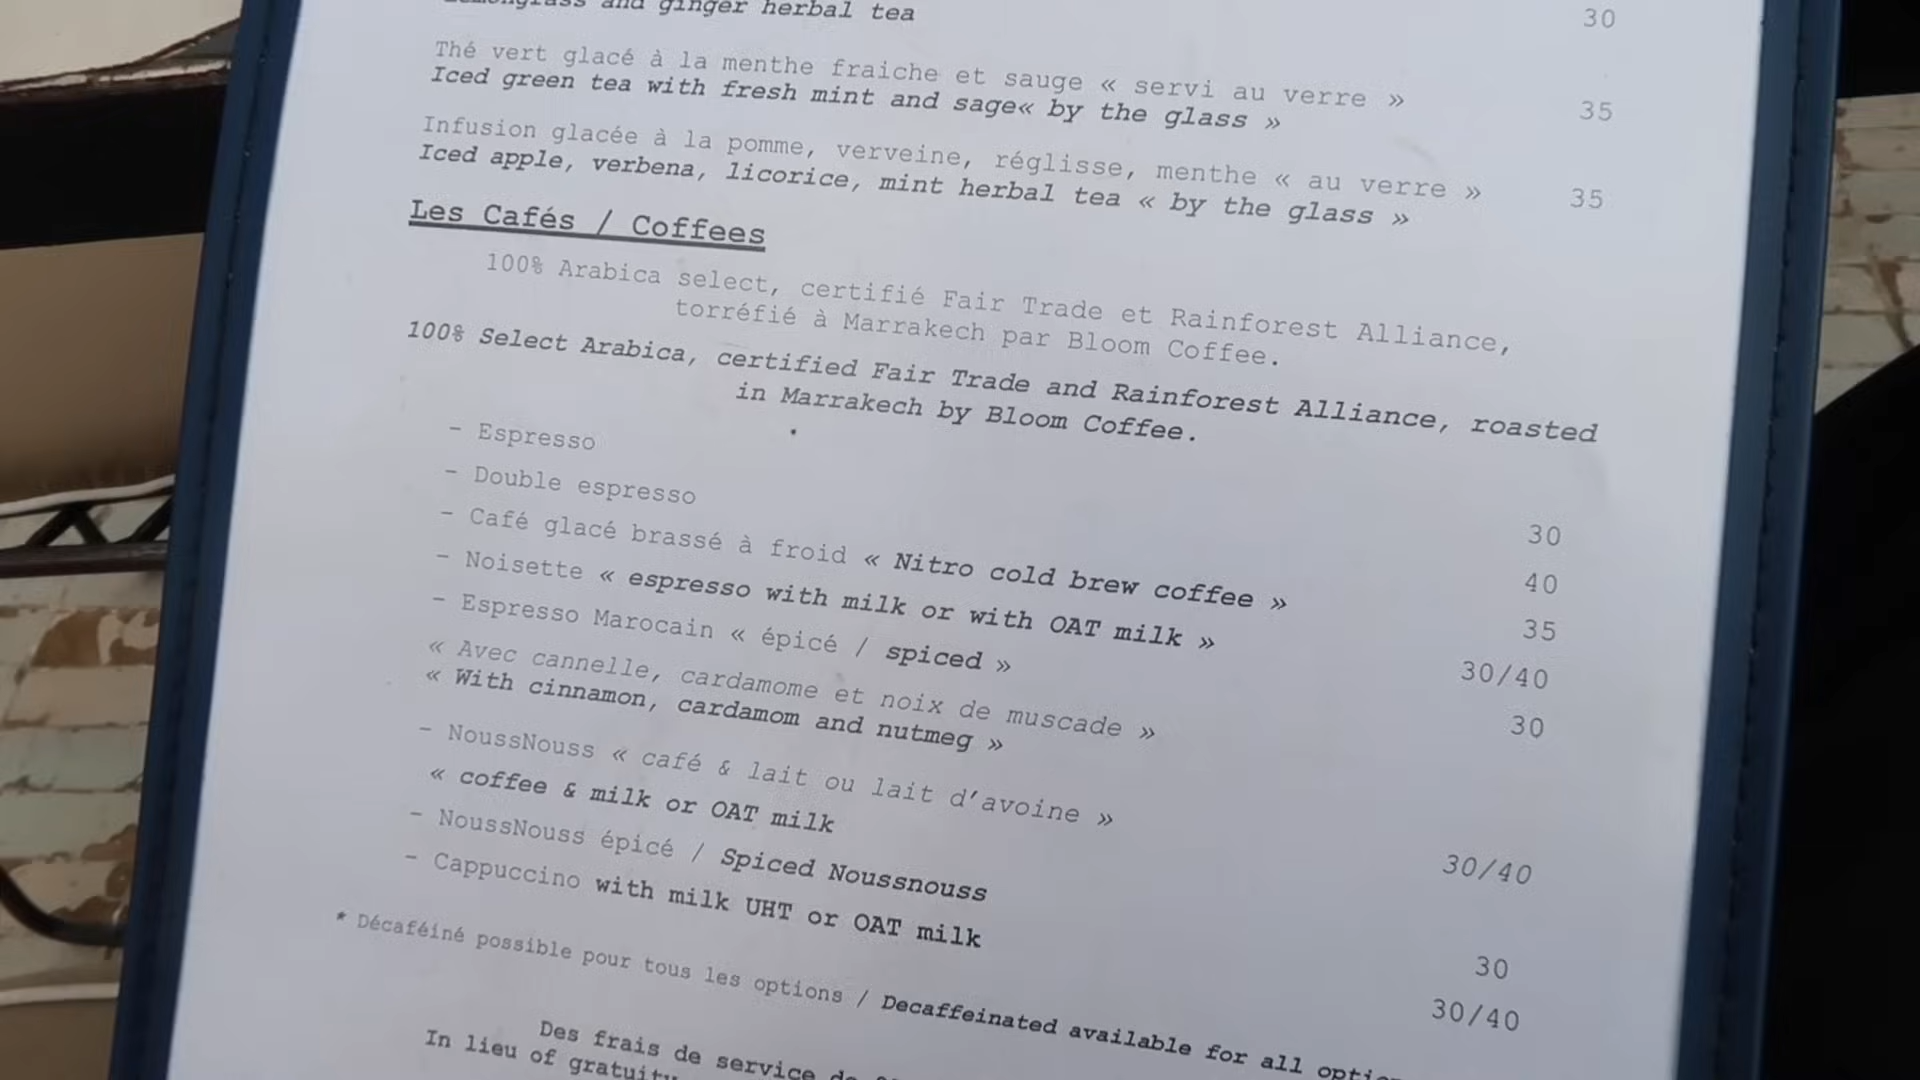 and ginger herbal tea 30
Thé vert glacé à la menthe fraiche et sauge « servi au verre »
Iced green tea with fresh mint and sage« by the glass » 35
Infusion glacée à la pomme, verveine, réglisse, menthe « au verre »
Iced apple, verbena, licorice, mint herbal tea « by the glass » 35
Les Cafés / Coffees
100% Arabica select, certifié Fair Trade et Rainforest Alliance,
torréfié à Marrakech par Bloom Coffee.
100% Select Arabica, certified Fair Trade and Rainforest Alliance, roasted
in Marrakech by Bloom Coffee.
- Espresso 30
- Double espresso 40
- Café glacé brassé à froid « Nitro cold brew coffee » 35
- Noisette « espresso with milk or with OAT milk » 30/40
- Espresso Marocain « épicé / spiced » 30
« Avec cannelle, cardamome et noix de muscade »
« With cinnamon, cardamom and nutmeg »
- NoussNouss « café & lait ou lait d'avoine » 30/40
« coffee & milk or OAT milk
- NoussNouss épicé / Spiced Noussnouss 30
- Cappuccino with milk UHT or OAT milk 30/40
* Décaféiné possible pour tous les options / Decaffeinated available for all
Des frais de service de
In lieu of